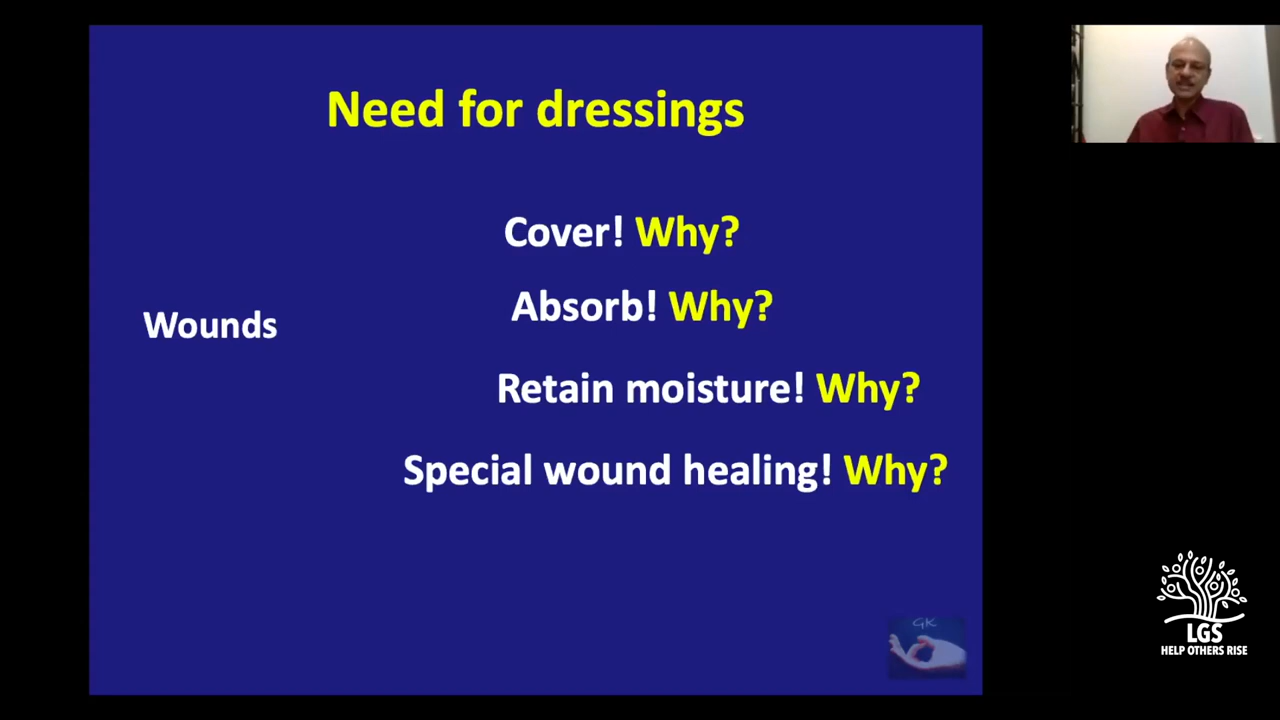 Need for dressings
Cover! Why?
Absorb! Why?
Wounds
Retain moisture! Why?
Special wound healing! Why?
GK
LGS
HELP OTHERS RISE